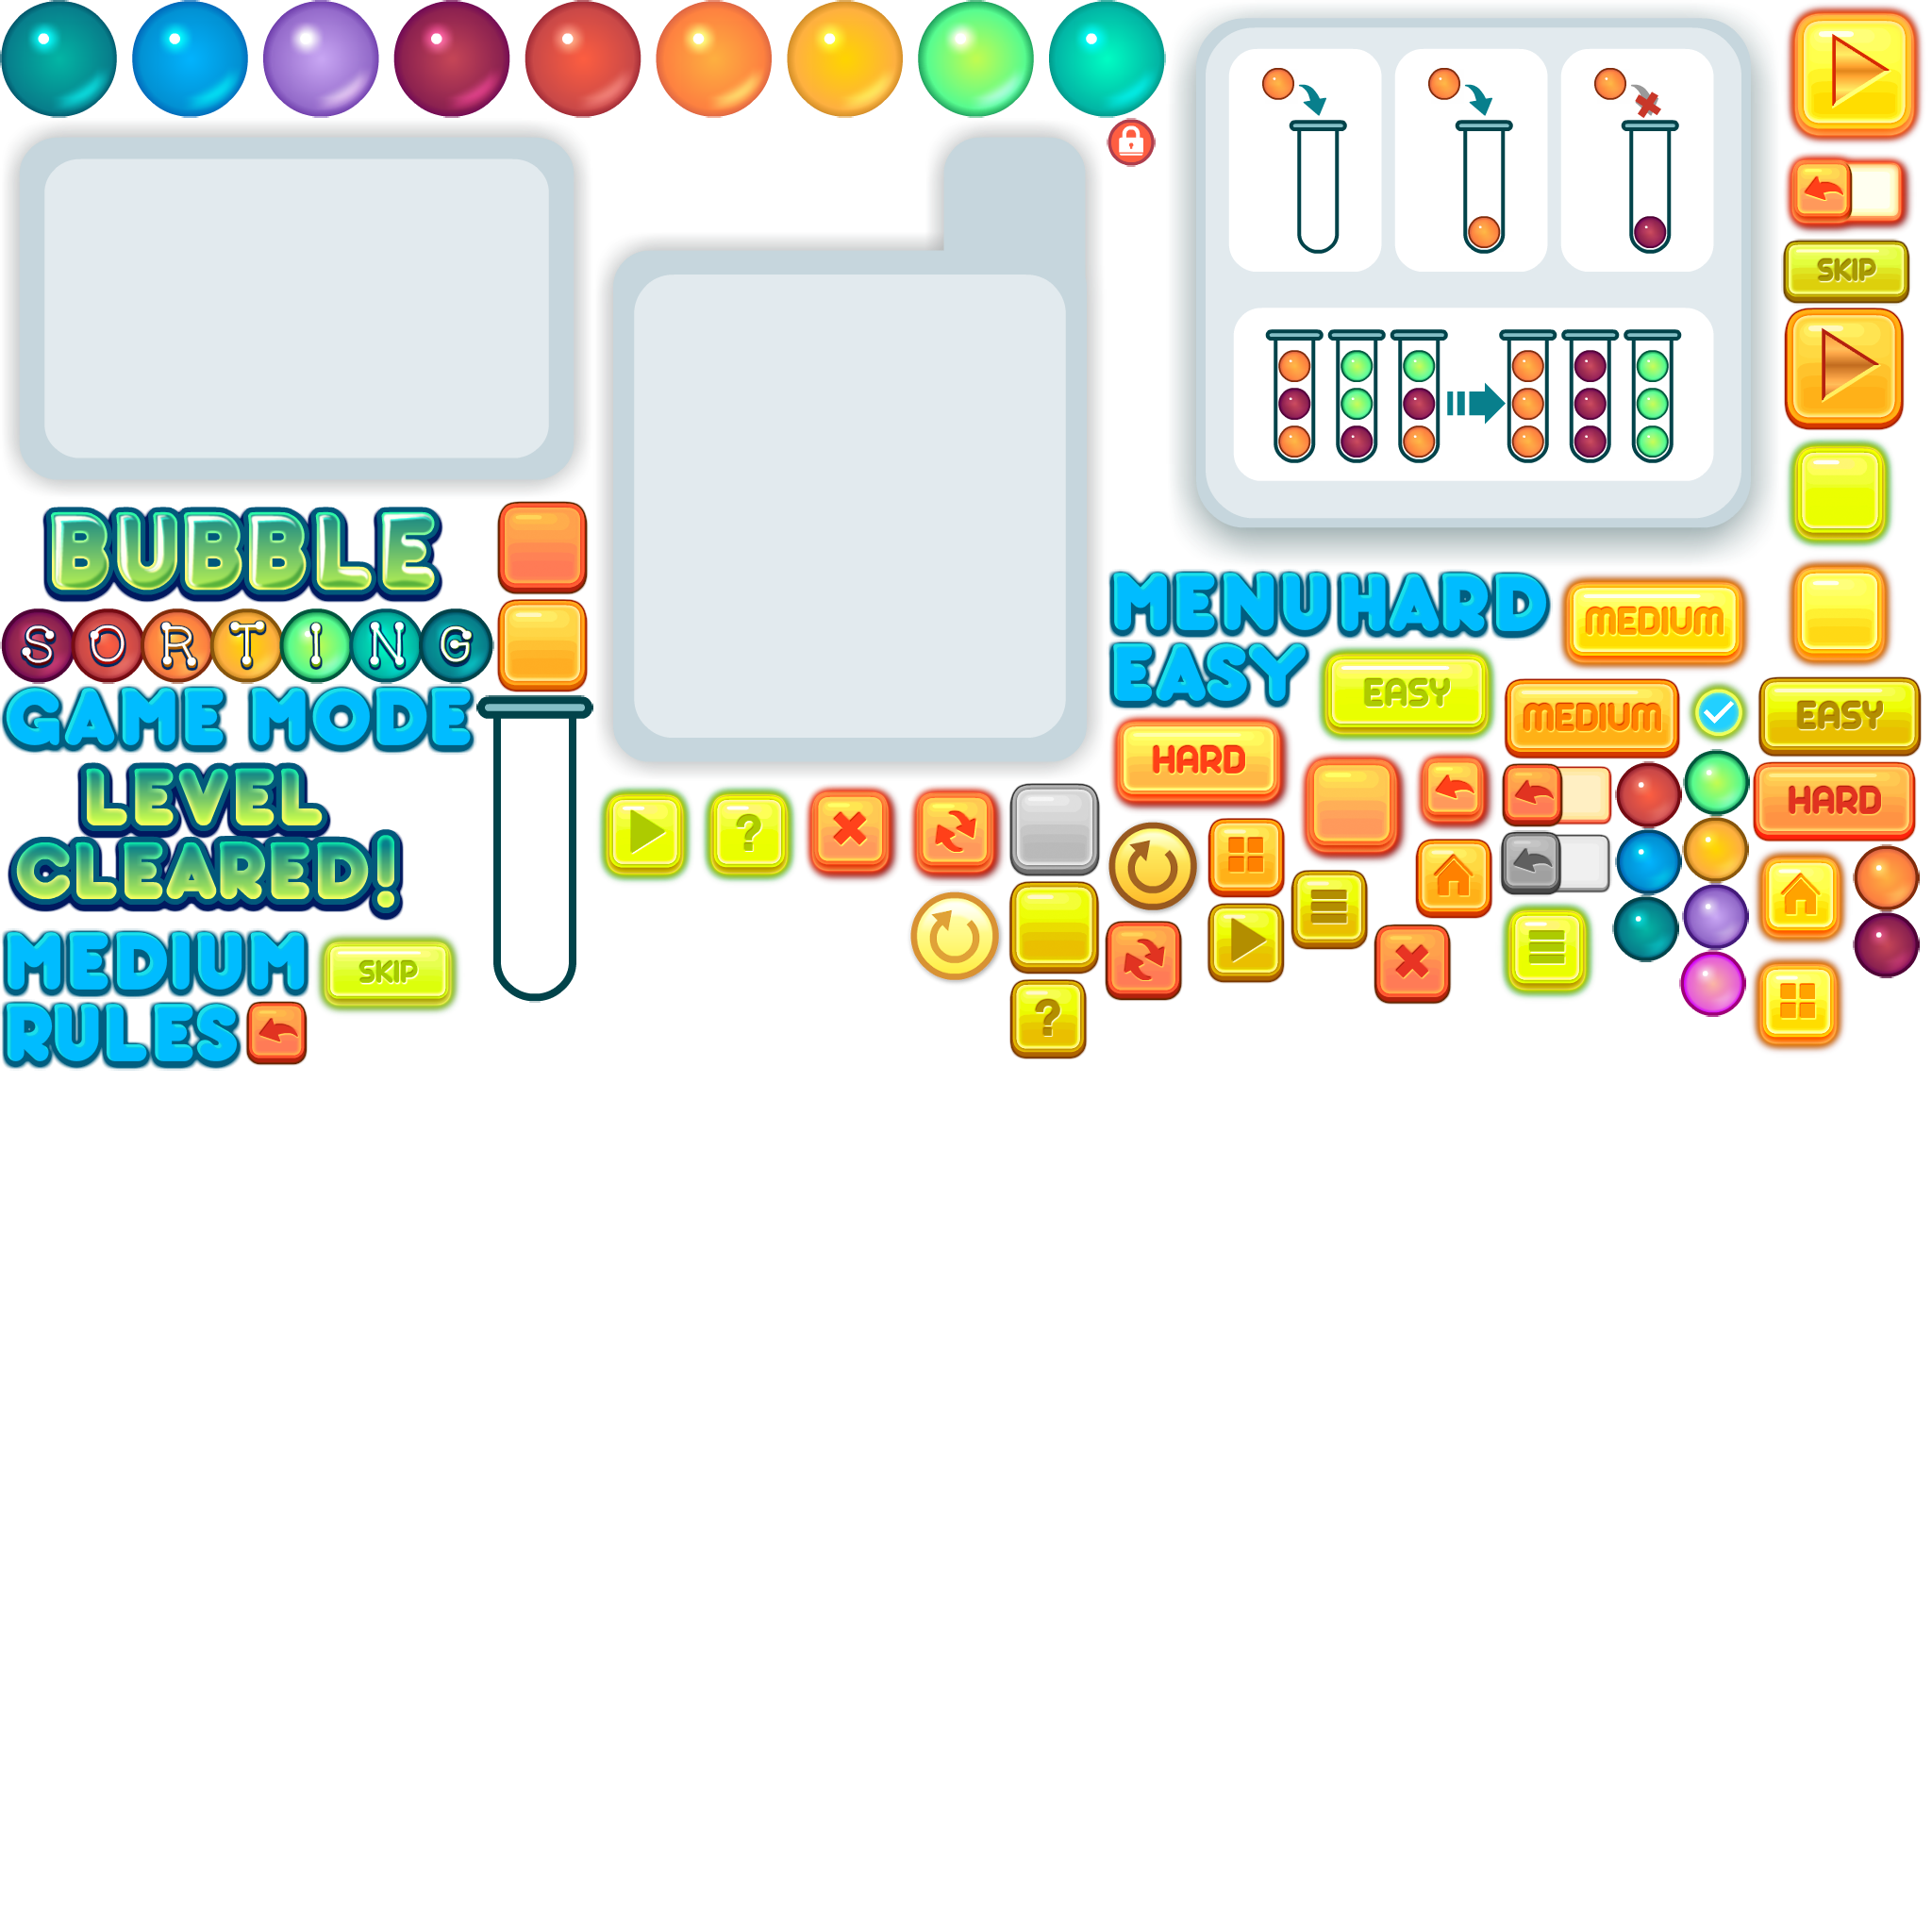 SKIP
BUBBLE
SORTING
GAME MODE
LEVEL
CLEARED!
MEDIUM
SKIP
RULES
?
?
MENU
HARD
MEDIUM
EASY
EASY
MEDIUM
EASY
HARD
HARD